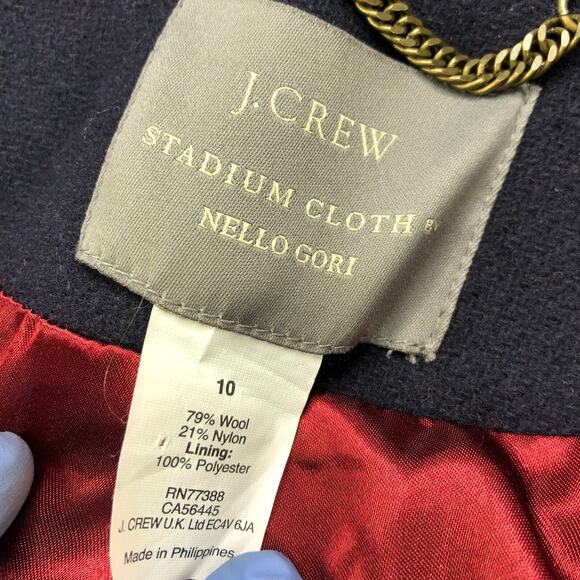 J.CREW
STADIUM CLOTH BY
NELLO GORI
10
79% Wool
21% Nylon
Lining:
100% Polyester
RN77388
CA56445
J. CREW U.K. Ltd EC4V 6JA
Made in Philippines